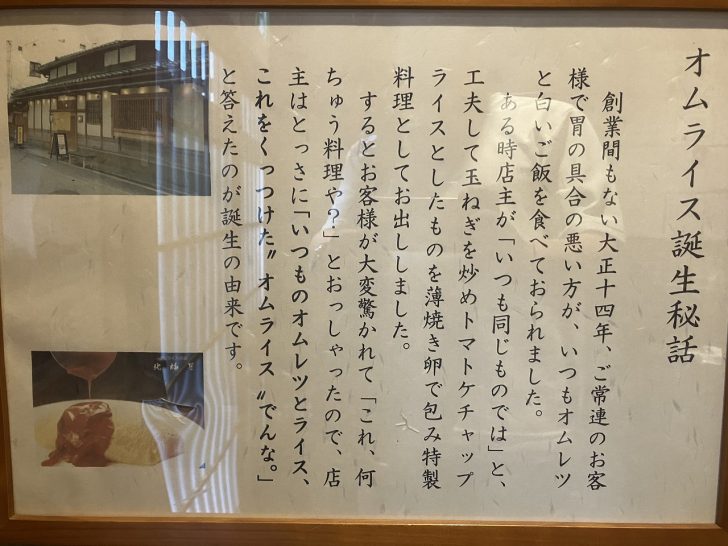 オムライス誕生秘話
創業間もない大正十四年、ご常連のお客
様で胃の具合の悪い方が、いつもオムレツ
と白いご飯を食べておられました。
ある時店主が「いつも同じものでは」と、
工夫して玉ねぎを炒めトマトケチャップ
ライスとしたものを薄焼き卵で包み特製
料理としてお出ししました。
するとお客様が大変驚かれて「これ、何
ちゅう料理や？」とおっしゃったので、店
主はとっさに「いつものオムレツとライス、
これをくっつけた〝オムライス〟でんな。」
と答えたのが誕生の由来です。
北極星